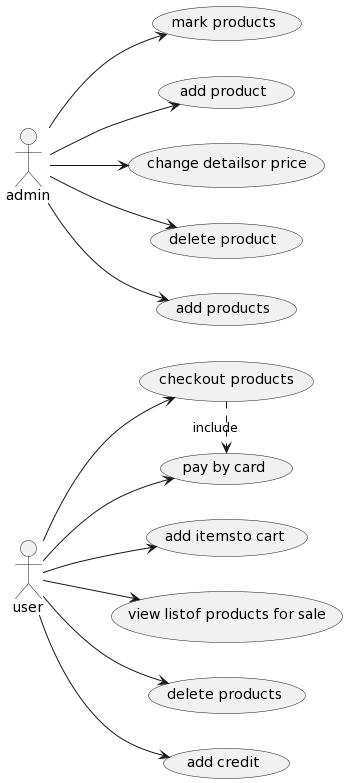 mark products
add product
change detailsor price
admin
delete product
add products
checkout products
include
pay by card
add itemsto cart
user
view listof products for sale
delete products
add credit